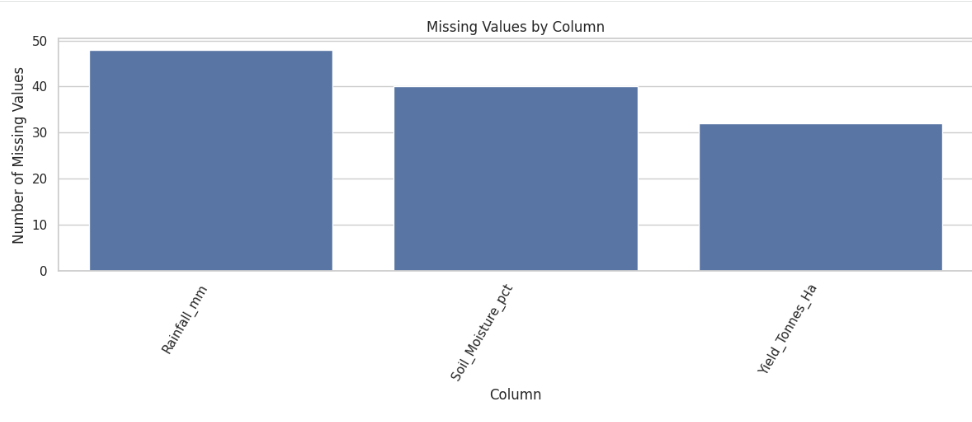 Missing Values by Column
Number of Missing Values
50
40
30
20
10
0
Rainfall_mm
Soil_Moisture_pct
Yield_Tonnes_Ha
Column